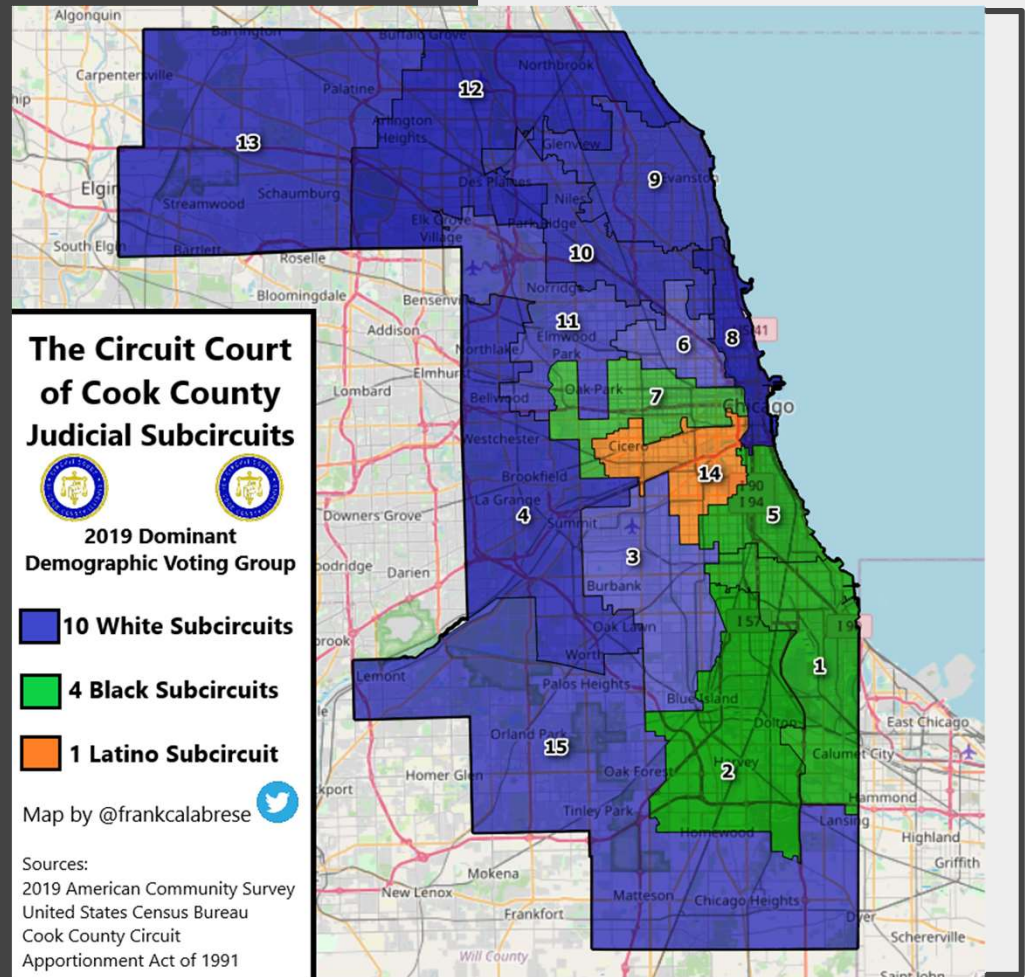 Algonquin
Barrington
Buffalo Grove
Carpentersville
Northbrook
12
Palatine
Arlington
Heights
13
Glenview
Elgin
9
Evanston
Des Plaines
Schaumburg
Streamwood
Niles
Elk Grove
Village
Park Ridge
South Elgin
Bartlett
Roselle
10
Norridge
Bloomingdale
Bensenville
11
Addison
Elmwood
Park
6
8
41
The Circuit Court
of Cook County
Judicial Subcircuits
Northlake
Elmhurst
Lombard
Bellwood
Oak Park
7
Chicago
Westchester
Cicero
14
Brookfield
La Grange
90
I 94
Downers Grove
4
Summit
5
2019 Dominant
Demographic Voting Group
3
Darien
Burbank
10 White Subcircuits
Oak Lawn
I 57
Worth
1
Lemont
Palos Heights
4 Black Subcircuits
Blue Island
Dolton
East Chicago
Orland Park
15
1 Latino Subcircuit
Calumet City
Homer Glen
Oak Forest
2
Harvey
Hammond
Map by @frankcalabrese
Tinley Park
Lansing
Homewood
Highland
Sources:
2019 American Community Survey
United States Census Bureau
Cook County Circuit
Apportionment Act of 1991
Mokena
Griffith
New Lenox
Matteson
Chicago Heights
Frankfort
Dyer
Schererville
Will County
Saint John